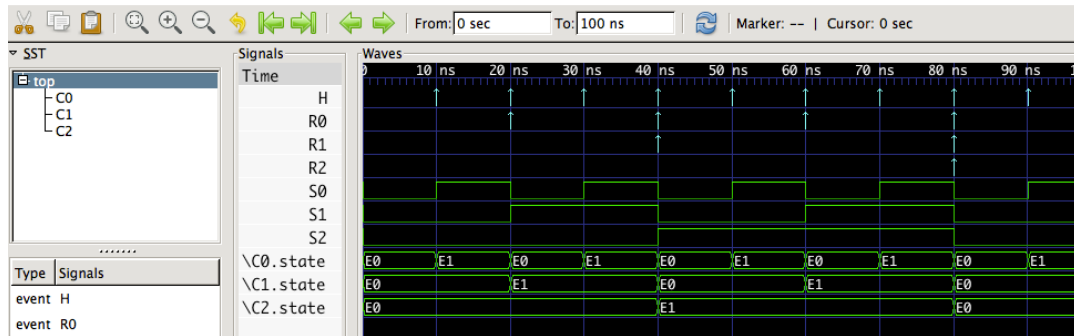 From: 0 sec To: 100 ns Marker: -- | Cursor: 0 sec
SST
top
C0
C1
C2
Type Signals
event H
event R0
Signals
Time
H
R0
R1
R2
S0
S1
S2
\C0.state
\C1.state
\C2.state
Waves
0 10 ns 20 ns 30 ns 40 ns 50 ns 60 ns 70 ns 80 ns 90 ns 1
E0 E1 E0 E1 E0 E1 E0 E1 E0 E1
E0 E1 E0 E1 E0
E0 E1 E0